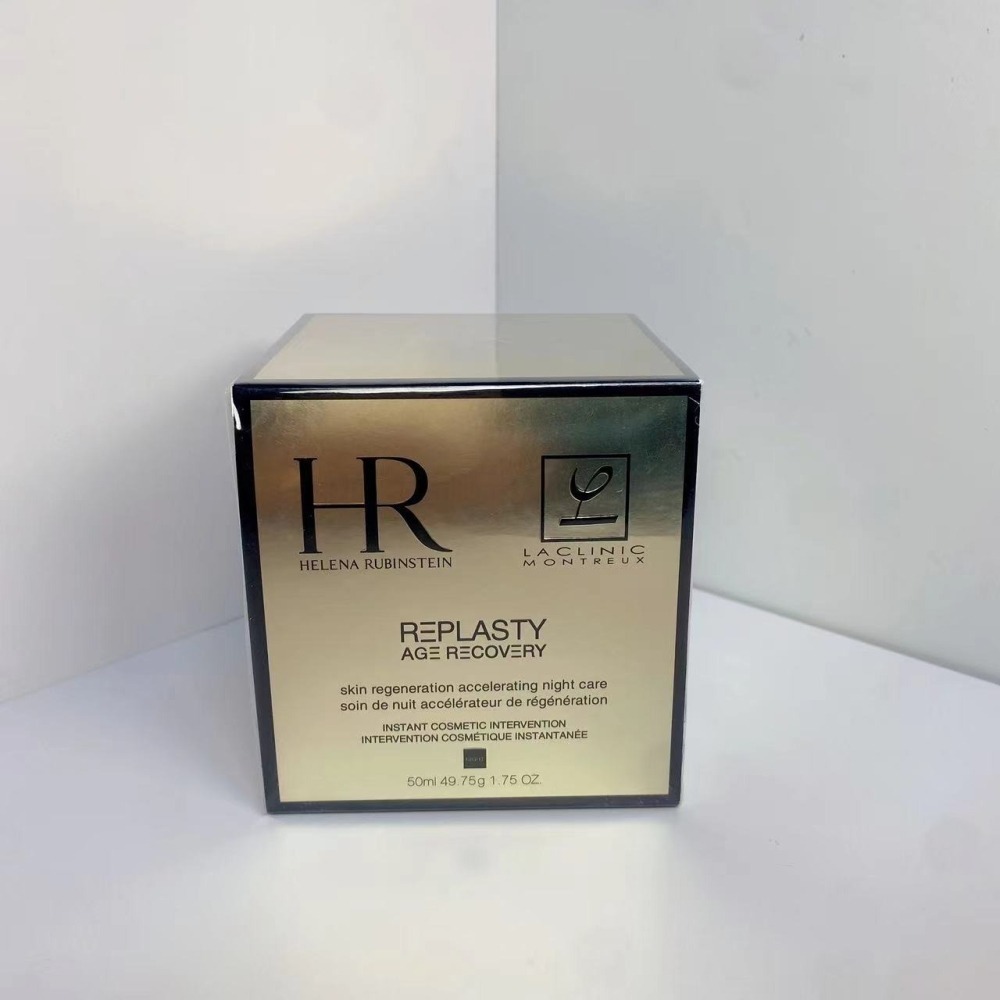 HR
HELENA RUBINSTEIN
LACLINIC
MONTREUX
REPLASTY
AGE RECOVERY
skin regeneration accelerating night care
soin de nuit accélérateur de régénération
INSTANT COSMETIC INTERVENTION
INTERVENTION COSMÉTIQUE INSTANTANÉE
50ml 49.75g 1.75 OZ.